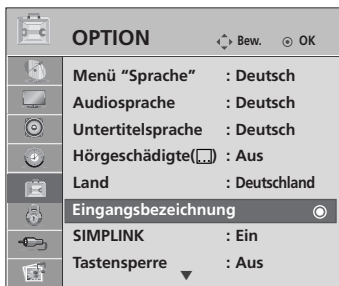 OPTION Bew. OK
Menü "Sprache" : Deutsch
Audiosprache : Deutsch
Untertitelsprache : Deutsch
Hörgeschädigte( ) : Aus
Land : Deutschland
Eingangsbezeichnung
SIMPLINK : Ein
Tastensperre : Aus